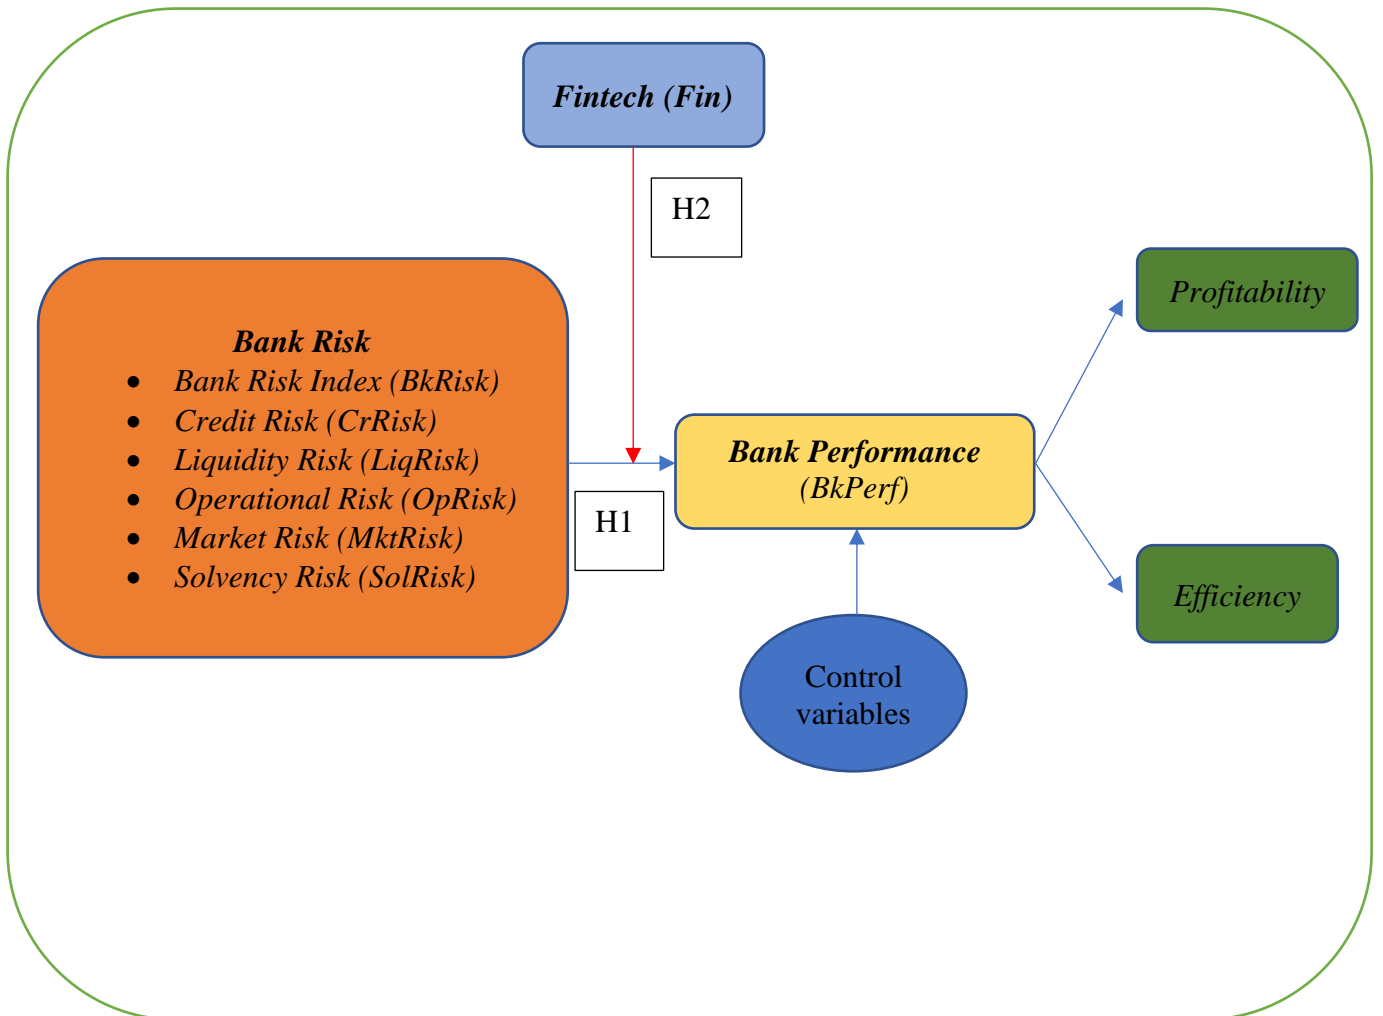 Fintech (Fin)
H2
Bank Risk
• Bank Risk Index (BkRisk)
• Credit Risk (CrRisk)
• Liquidity Risk (LiqRisk)
• Operational Risk (OpRisk)
• Market Risk (MktRisk)
• Solvency Risk (SolRisk)
H1
Bank Performance
(BkPerf)
Profitability
Efficiency
Control
variables